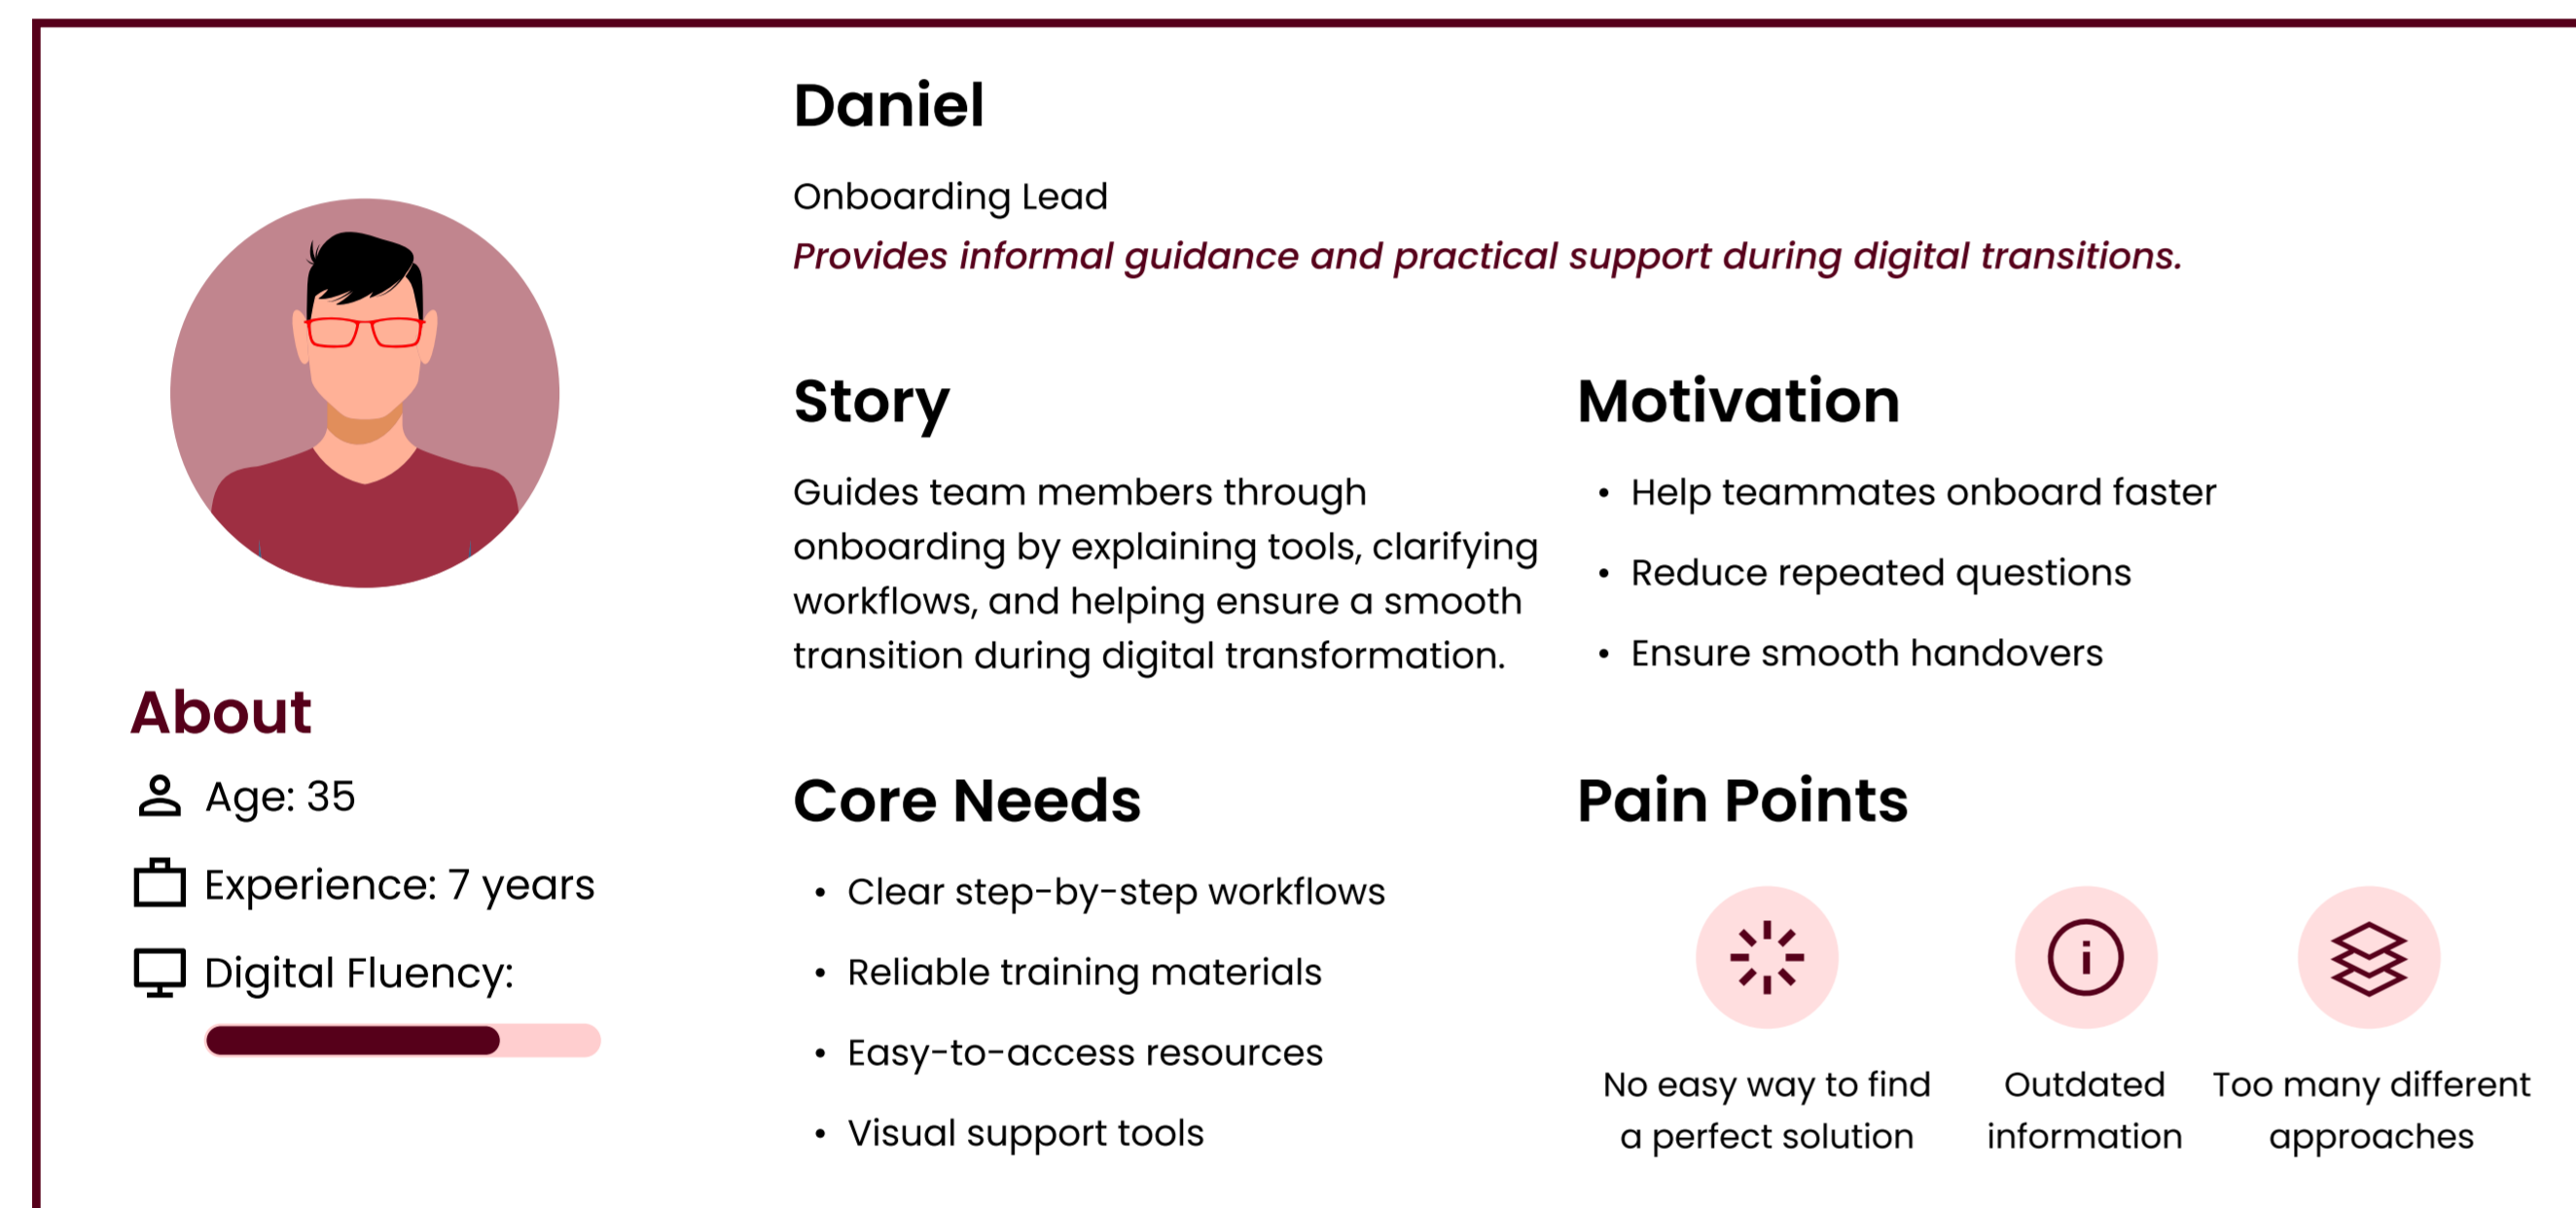 Daniel
Onboarding Lead
Provides informal guidance and practical support during digital transitions.
About
Age: 35
Experience: 7 years
Digital Fluency:
Story
Guides team members through
onboarding by explaining tools, clarifying
workflows, and helping ensure a smooth
transition during digital transformation.
Motivation
• Help teammates onboard faster
• Reduce repeated questions
• Ensure smooth handovers
Core Needs
• Clear step-by-step workflows
• Reliable training materials
• Easy-to-access resources
• Visual support tools
Pain Points
No easy way to find
a perfect solution
Outdated
information
Too many different
approaches